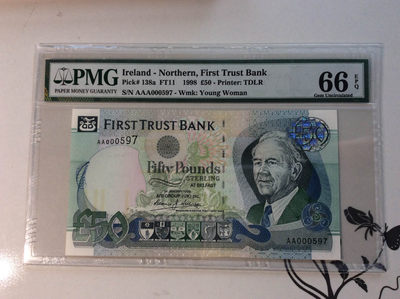 PMG
PAPER MONEY GUARANTY
Ireland - Northern, First Trust Bank
Pick# 138a FT11 1998 £50 - Printer: TDLR
S/N AAA000597 - Wmk: Young Woman
66 EPQ
Gem Uncirculated
FIRST TRUST BANK
AA000597
£50
Fifty Pounds
STERLING
AT BELFAST
£50
AA000597